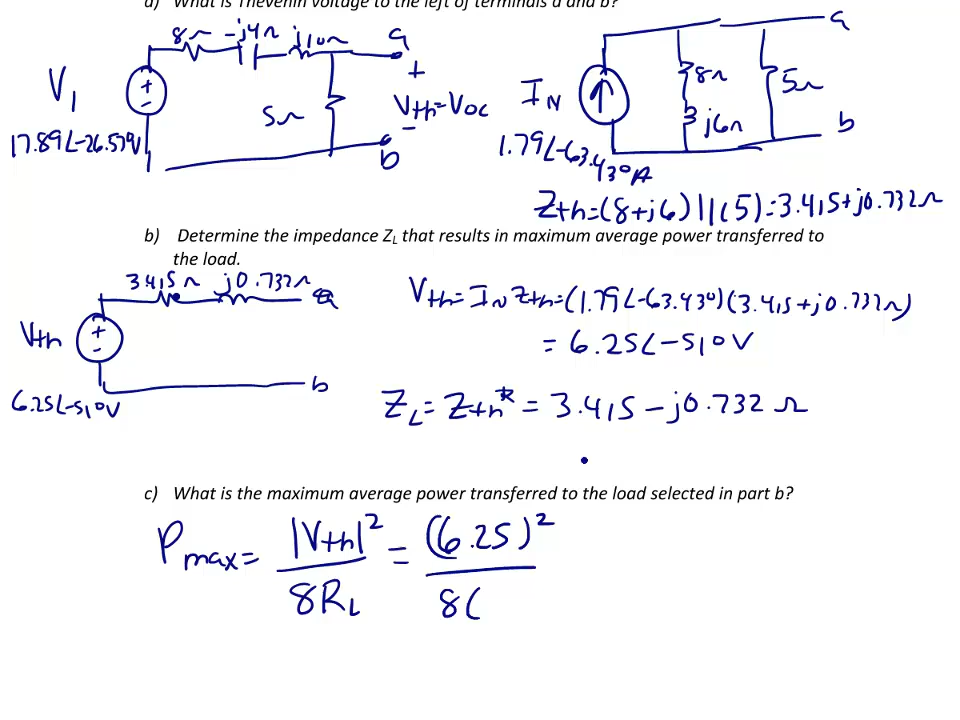 a) What is Thevenin voltage to the left of terminals a and b?
8Ω -j4Ω j10Ω
a
+
V1
+
-
5Ω
Vth=Voc
-
17.89∠-26.57°V
b
a
IN
8Ω
5Ω
j6Ω
b
1.79∠-63.43°A
Zth=(8+j6)||(5)=3.415+j0.732Ω
b) Determine the impedance ZL that results in maximum average power transferred to
the load.
3.415Ω j0.732Ω
a
Vth=IN Zth=(1.79∠-63.43°)(3.415+j0.732Ω)
Vth
+
-
= 6.25∠-51°V
b
6.25∠-51°V
ZL = Zth* = 3.415 - j0.732 Ω
c) What is the maximum average power transferred to the load selected in part b?
Pmax= |Vth|² / 8RL = (6.25)² / 8(